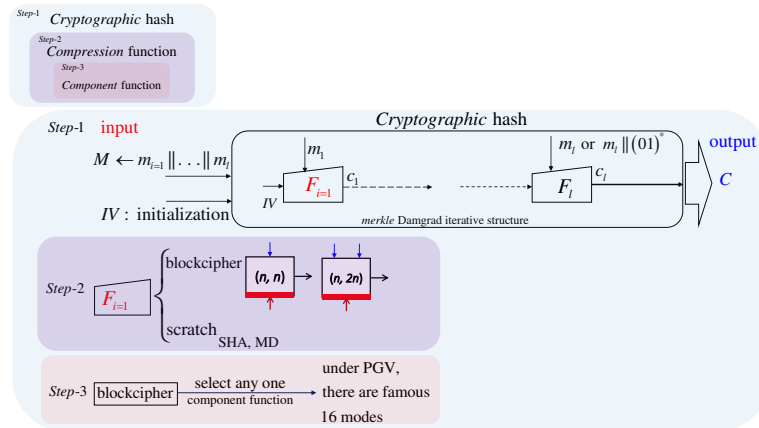 Step-1
Cryptographic hash
Step-2
Compression function
Step-3
Component function
Step-1 input
Cryptographic hash
M ← m_{i=1} ‖ . . . ‖ m_l
IV : initialization
m_1
IV
F_{i=1}
c_1
m_l or m_l ‖ (01)^*
F_l
c_l
merkle Damgrad iterative structure
output
C
Step-2
F_{i=1}
blockcipher
(n, n)
(n, 2n)
scratch
SHA, MD
Step-3
blockcipher
select any one
component function
under PGV,
there are famous
16 modes